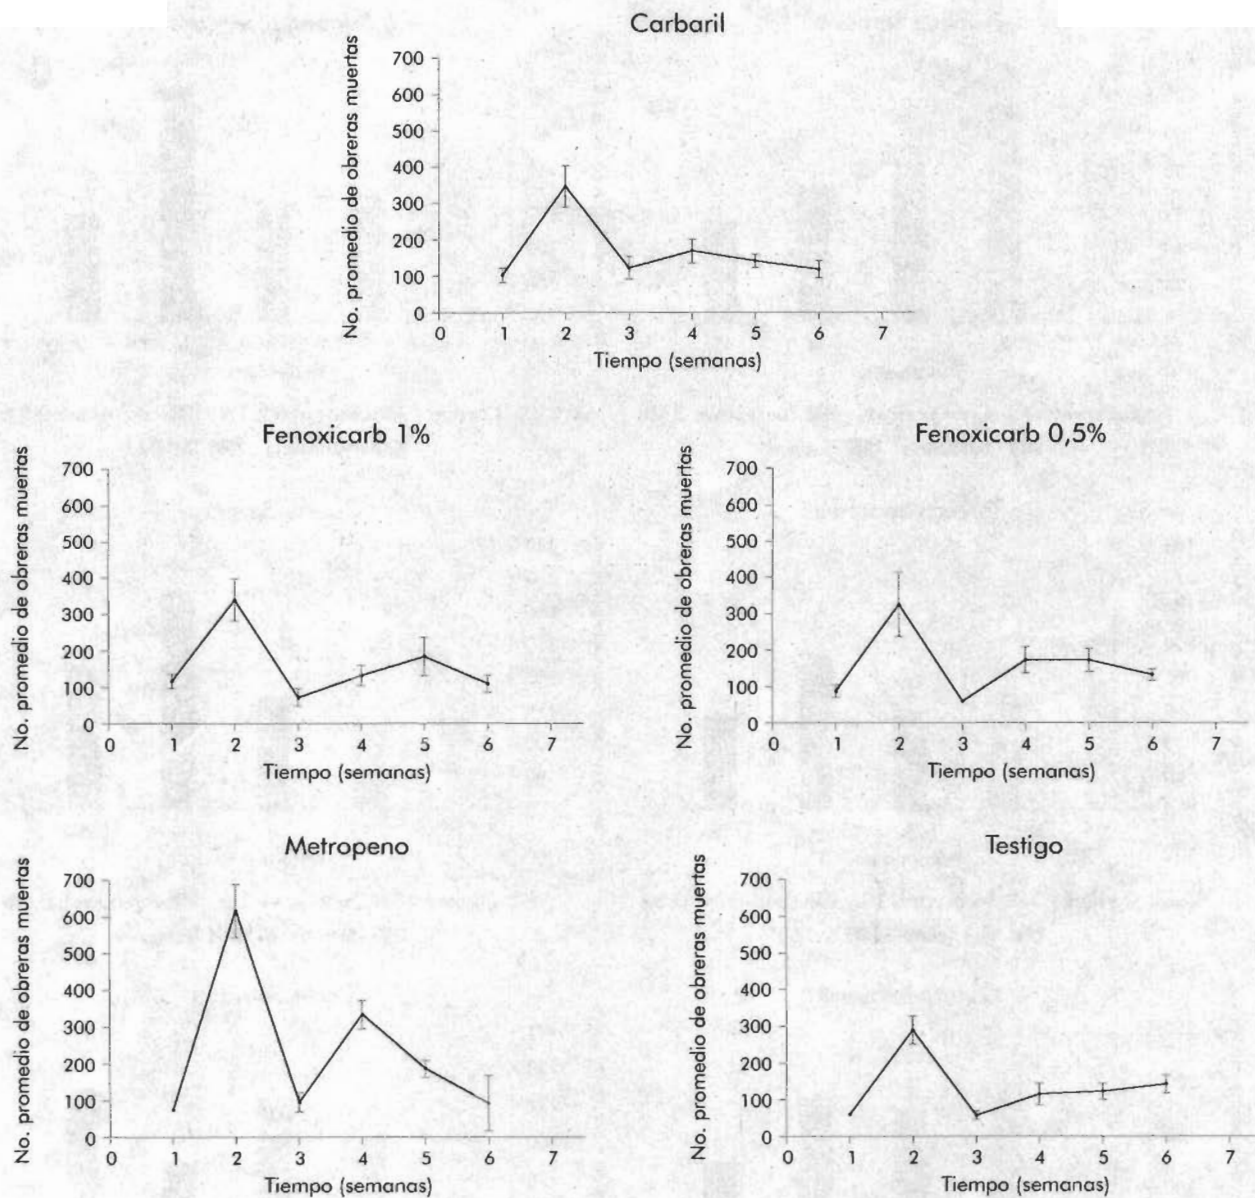 Carbaril
No. promedio de obreras muertas
700
600
500
400
300
200
100
0
0 1 2 3 4 5 6 7
Tiempo (semanas)
Fenoxicarb 1%
No. promedio de obreras muertas
700
600
500
400
300
200
100
0
0 1 2 3 4 5 6 7
Tiempo (semanas)
Fenoxicarb 0,5%
No. promedio de obreras muertas
700
600
500
400
300
200
100
0
0 1 2 3 4 5 6 7
Tiempo (semanas)
Metropeno
No. promedio de obreras muertas
700
600
500
400
300
200
100
0
0 1 2 3 4 5 6 7
Tiempo (semanas)
Testigo
No. promedio de obreras muertas
700
600
500
400
300
200
100
0
0 1 2 3 4 5 6 7
Tiempo (semanas)